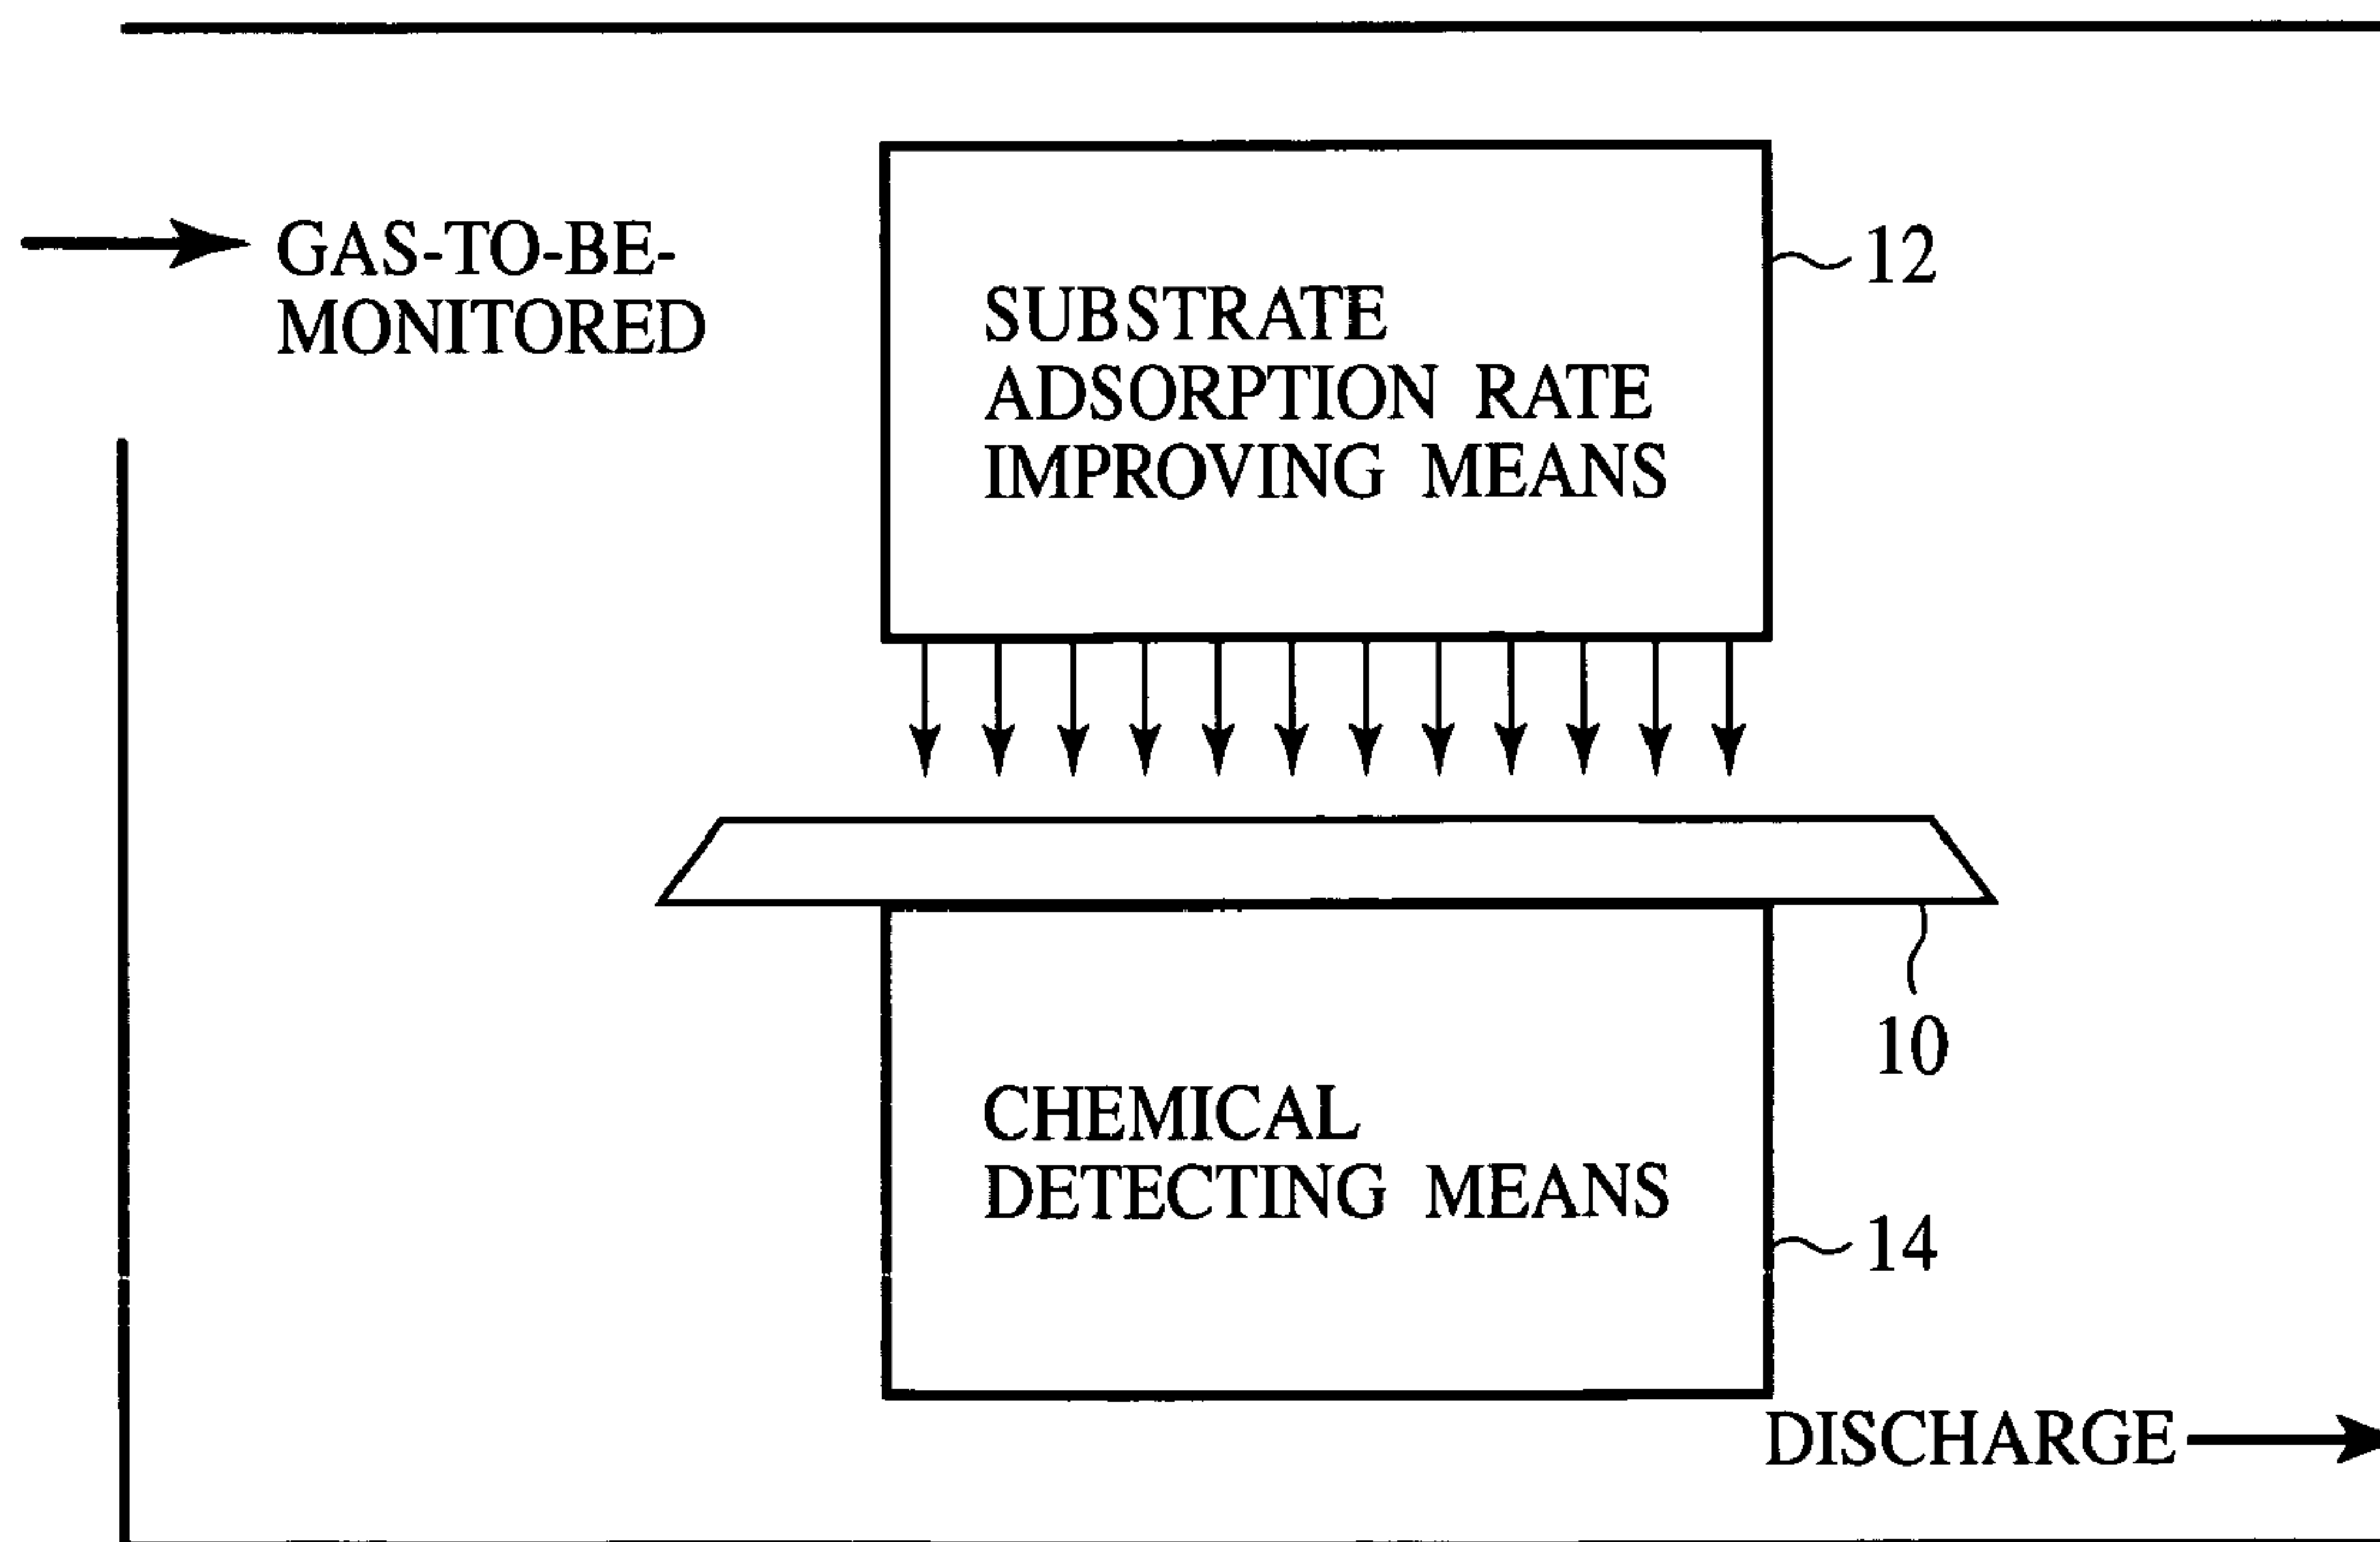 GAS-TO-BE-
MONITORED
12
SUBSTRATE
ADSORPTION RATE
IMPROVING MEANS
10
CHEMICAL
DETECTING MEANS
14
DISCHARGE